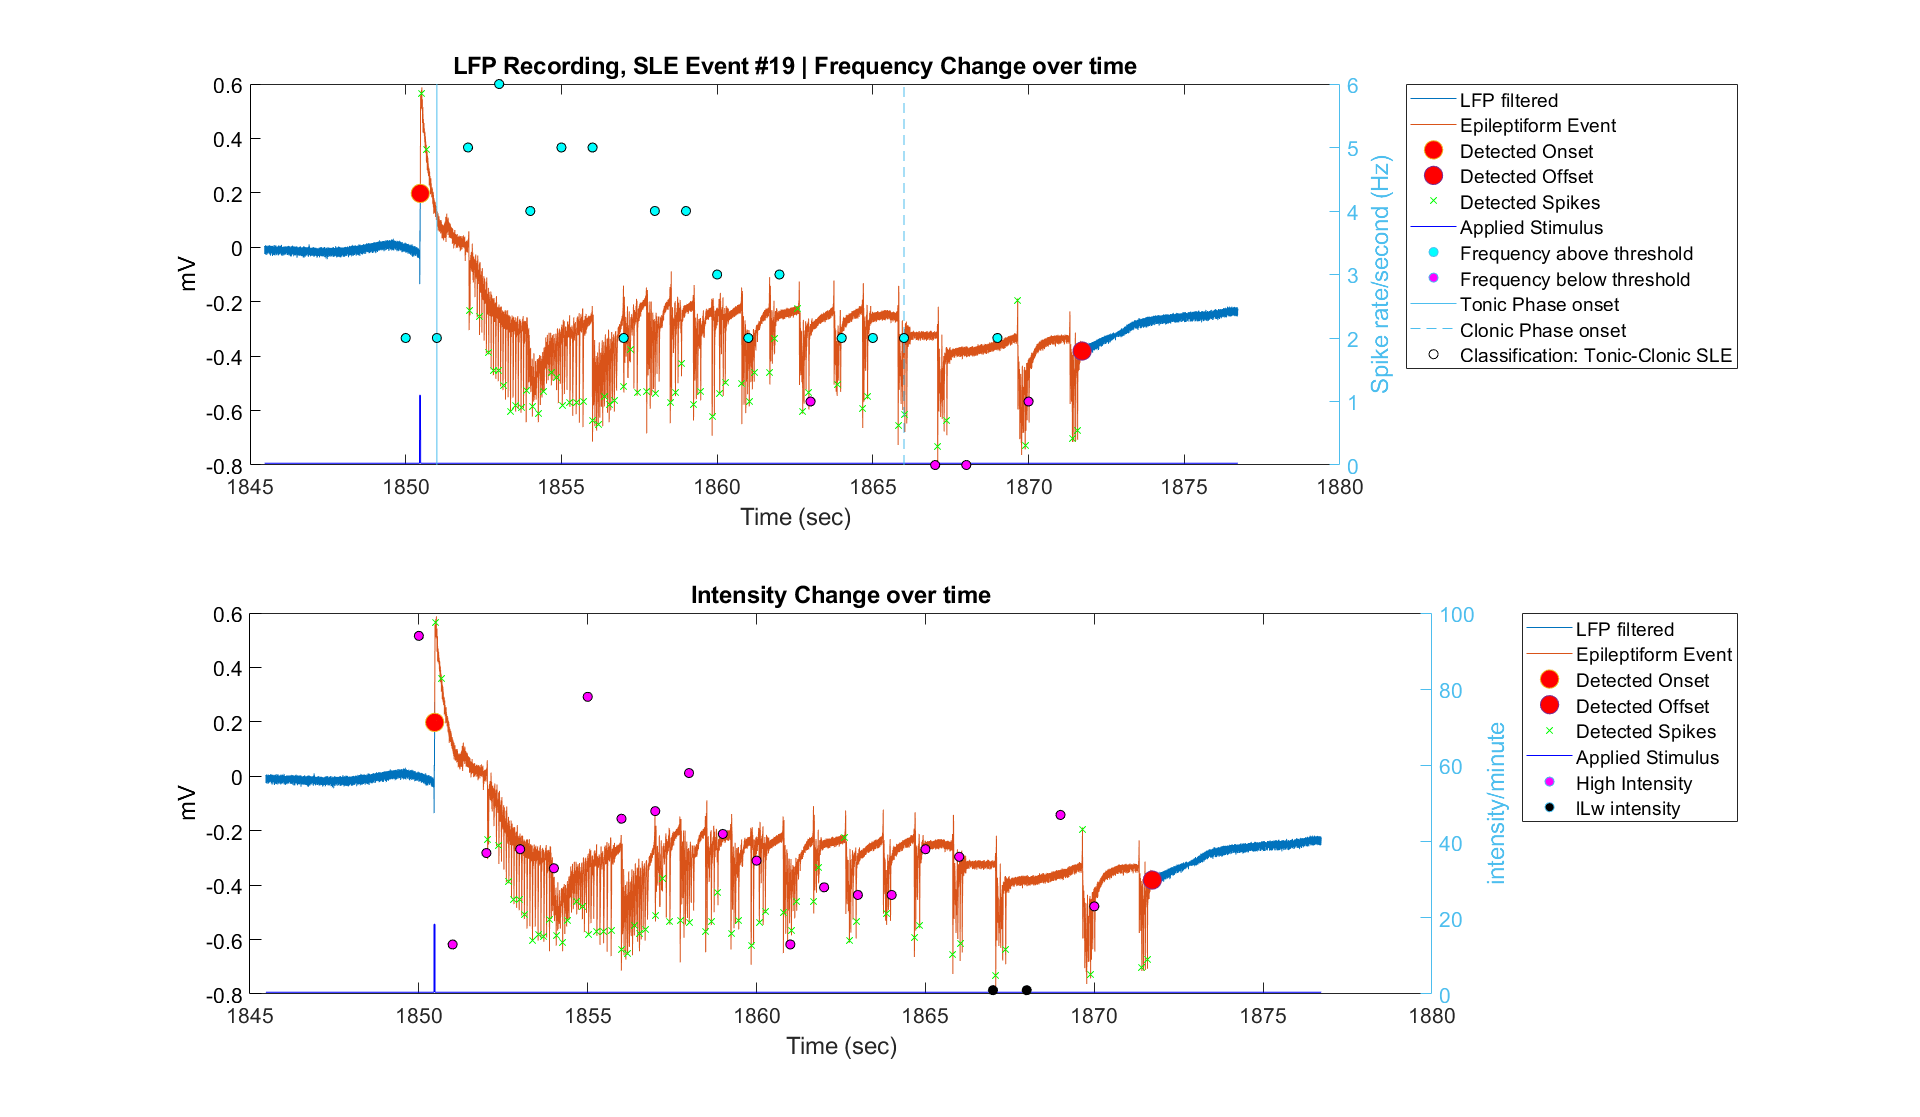 LFP Recording, SLE Event #19 | Frequency Change over time
0.6
0.4
0.2
0
-0.2
-0.4
-0.6
-0.8
mV
1845 1850 1855 1860 1865 1870 1875 1880
Time (sec)
6
5
4
3
2
1
0
Spike rate/second (Hz)
LFP filtered
Epileptiform Event
Detected Onset
Detected Offset
Detected Spikes
Applied Stimulus
Frequency above threshold
Frequency below threshold
Tonic Phase onset
Clonic Phase onset
Classification: Tonic-Clonic SLE
Intensity Change over time
0.6
0.4
0.2
0
-0.2
-0.4
-0.6
-0.8
mV
1845 1850 1855 1860 1865 1870 1875 1880
Time (sec)
100
80
60
40
20
0
intensity/minute
LFP filtered
Epileptiform Event
Detected Onset
Detected Offset
Detected Spikes
Applied Stimulus
High Intensity
lLw intensity